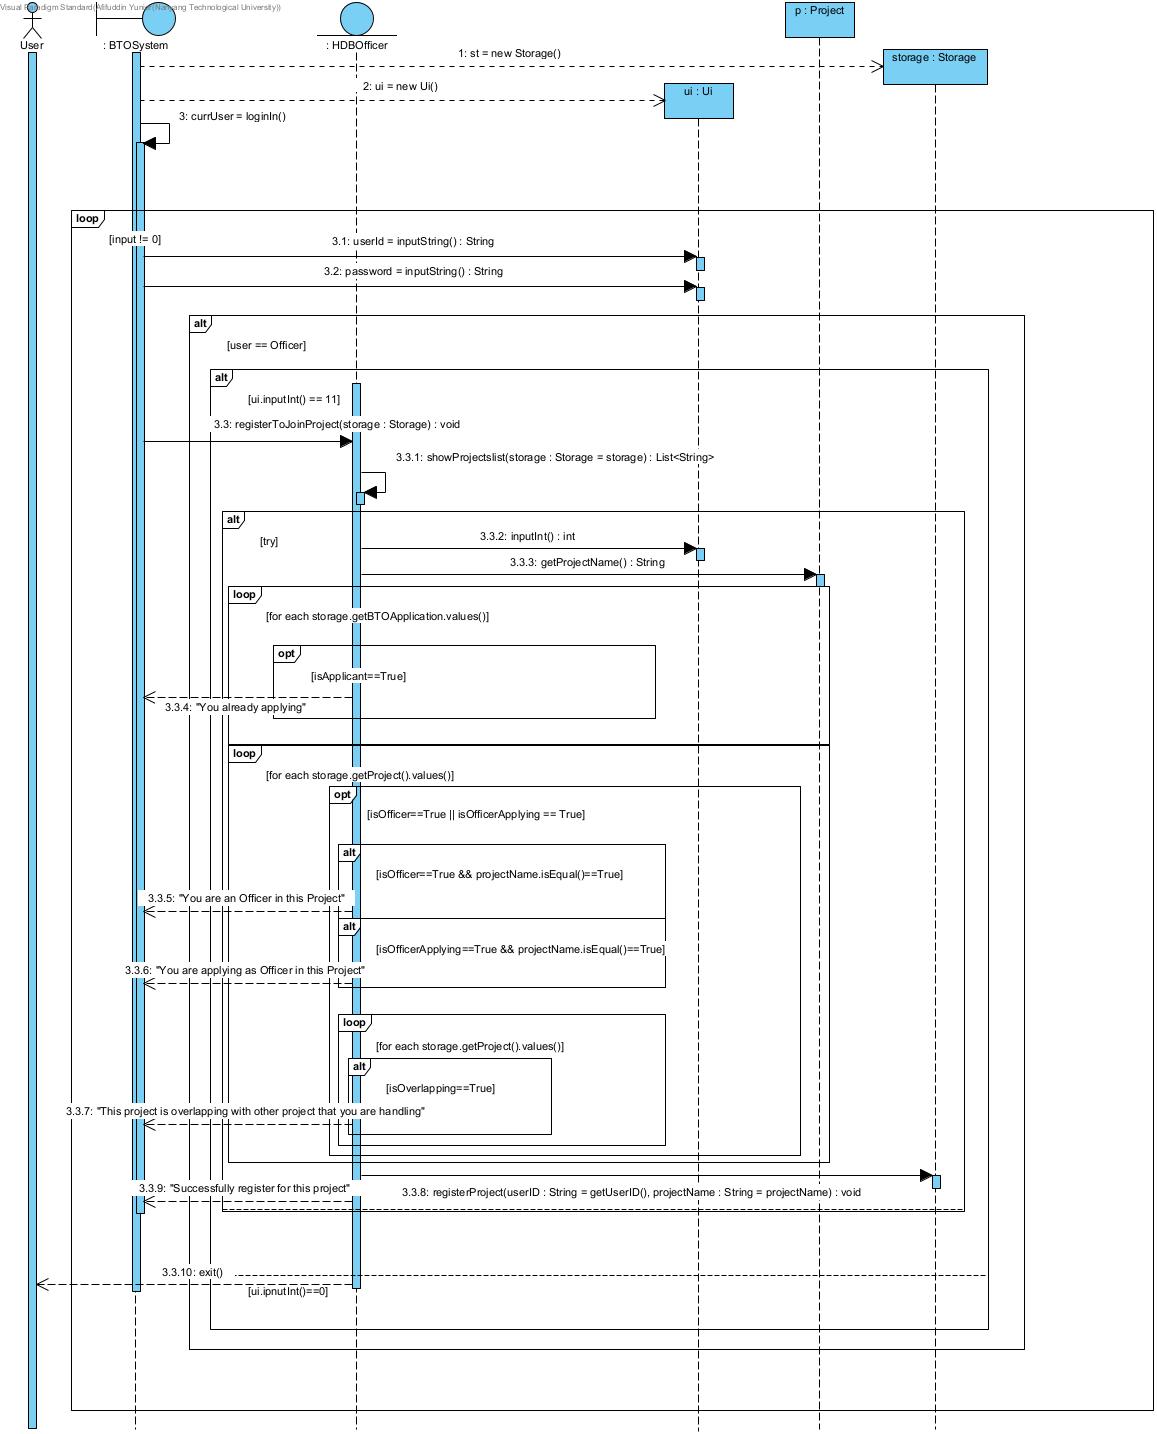 Visual Paradigm Standard(Alifuddin Yunie(Nanyang Technological University))
User
: BTOSystem
: HDBOfficer
p : Project
1: st = new Storage()
storage : Storage
2: ui = new Ui()
ui : Ui
3: currUser = loginIn()
loop
[input != 0]
3.1: userId = inputString() : String
3.2: password = inputString() : String
alt
[user == Officer]
alt
[ui.inputInt() == 11]
3.3: registerToJoinProject(storage : Storage) : void
3.3.1: showProjectslist(storage : Storage = storage) : List<String>
alt
[try]
3.3.2: inputInt() : int
3.3.3: getProjectName() : String
loop
[for each storage.getBTOApplication.values()]
opt
[isApplicant==True]
3.3.4: "You already applying"
loop
[for each storage.getProject().values()]
opt
[isOfficer==True || isOfficerApplying == True]
alt
[isOfficer==True && projectName.isEqual()==True]
3.3.5: "You are an Officer in this Project"
alt
[isOfficerApplying==True && projectName.isEqual()==True]
3.3.6: "You are applying as Officer in this Project"
loop
[for each storage.getProject().values()]
alt
[isOverlapping==True]
3.3.7: "This project is overlapping with other project that you are handling"
3.3.9: "Successfully register for this project"
3.3.8: registerProject(userID : String = getUserID(), projectName : String = projectName) : void
3.3.10: exit()
[ui.ipnutInt()==0]